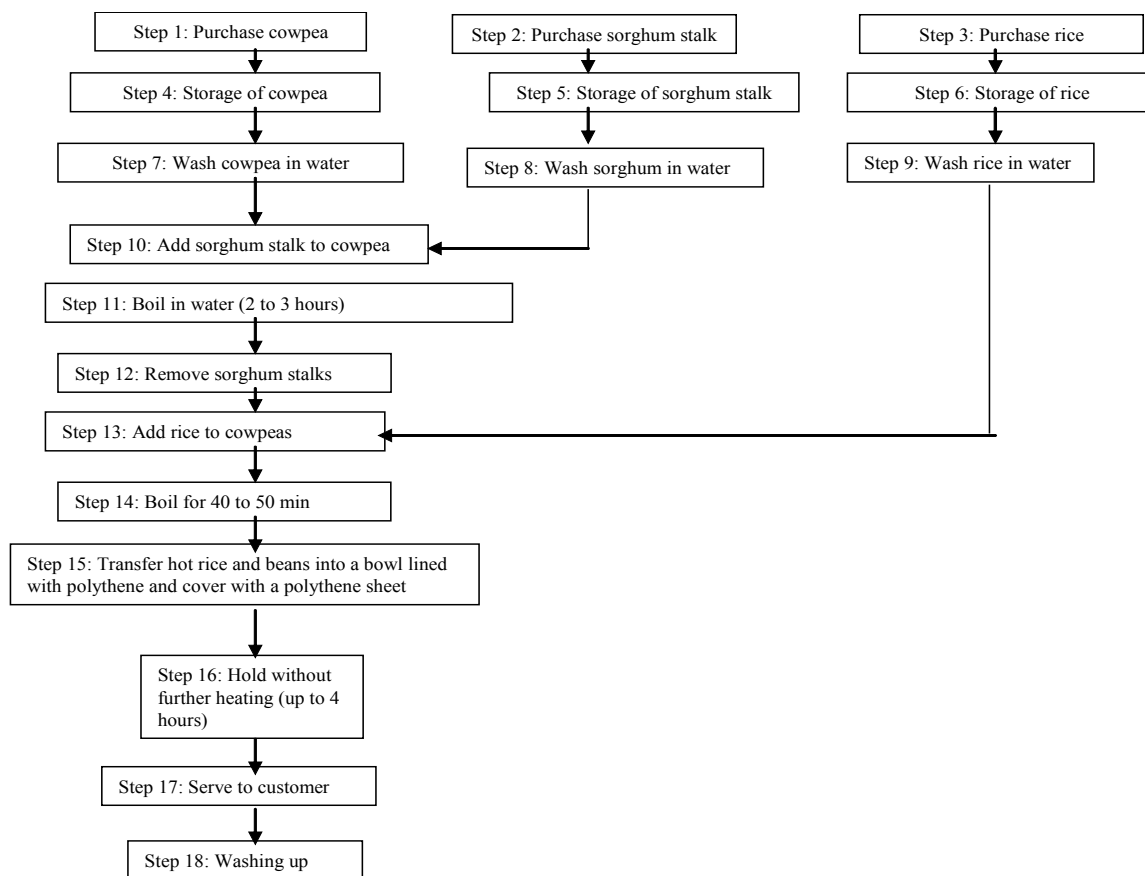 Step 1: Purchase cowpea
Step 2: Purchase sorghum stalk
Step 3: Purchase rice
Step 4: Storage of cowpea
Step 5: Storage of sorghum stalk
Step 6: Storage of rice
Step 7: Wash cowpea in water
Step 8: Wash sorghum in water
Step 9: Wash rice in water
Step 10: Add sorghum stalk to cowpea
Step 11: Boil in water (2 to 3 hours)
Step 12: Remove sorghum stalks
Step 13: Add rice to cowpeas
Step 14: Boil for 40 to 50 min
Step 15: Transfer hot rice and beans into a bowl lined
with polythene and cover with a polythene sheet
Step 16: Hold without
further heating (up to 4
hours)
Step 17: Serve to customer
Step 18: Washing up